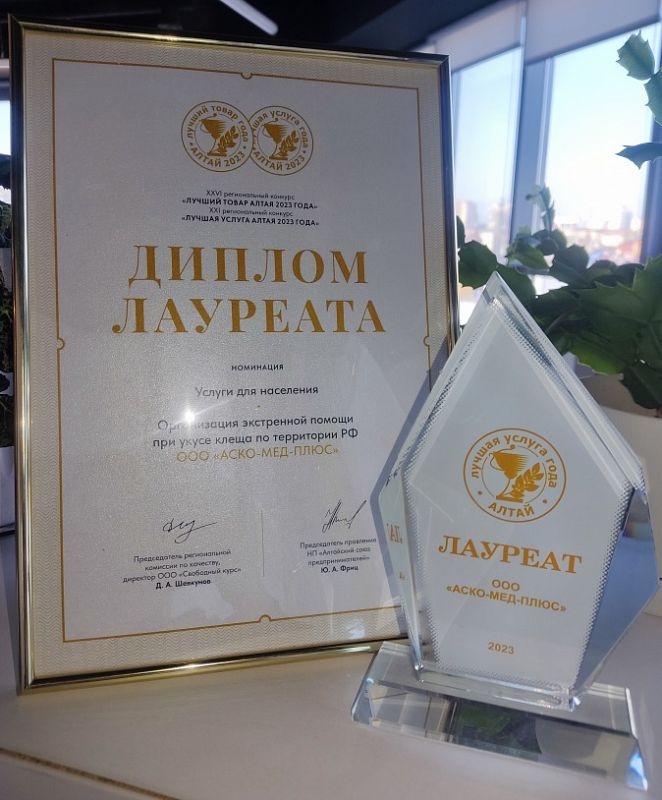 лучший товар года
• АЛТАЙ 2023 •
лучшая услуга года
• АЛТАЙ 2023 •
XXVI региональный конкурс
«ЛУЧШИЙ ТОВАР АЛТАЯ 2023 ГОДА»
XXI региональный конкурс
«ЛУЧШАЯ УСЛУГА АЛТАЯ 2023 ГОДА»
ДИПЛОМ
ЛАУРЕАТА
НОМИНАЦИЯ
Услуги для населения
Организация экстренной помощи
при укусе клеща по территории РФ
ООО «АСКО-МЕД-ПЛЮС»
Председатель региональной
комиссии по качеству,
директор ООО «Свободный курс»
Д. А. Шевкунов
Председатель правления
НП «Алтайский союз
предпринимателей»
Ю. А. Фриц
лучшая услуга года
• АЛТАЙ •
ЛАУРЕАТ
ООО
«АСКО-МЕД-ПЛЮС»
2023